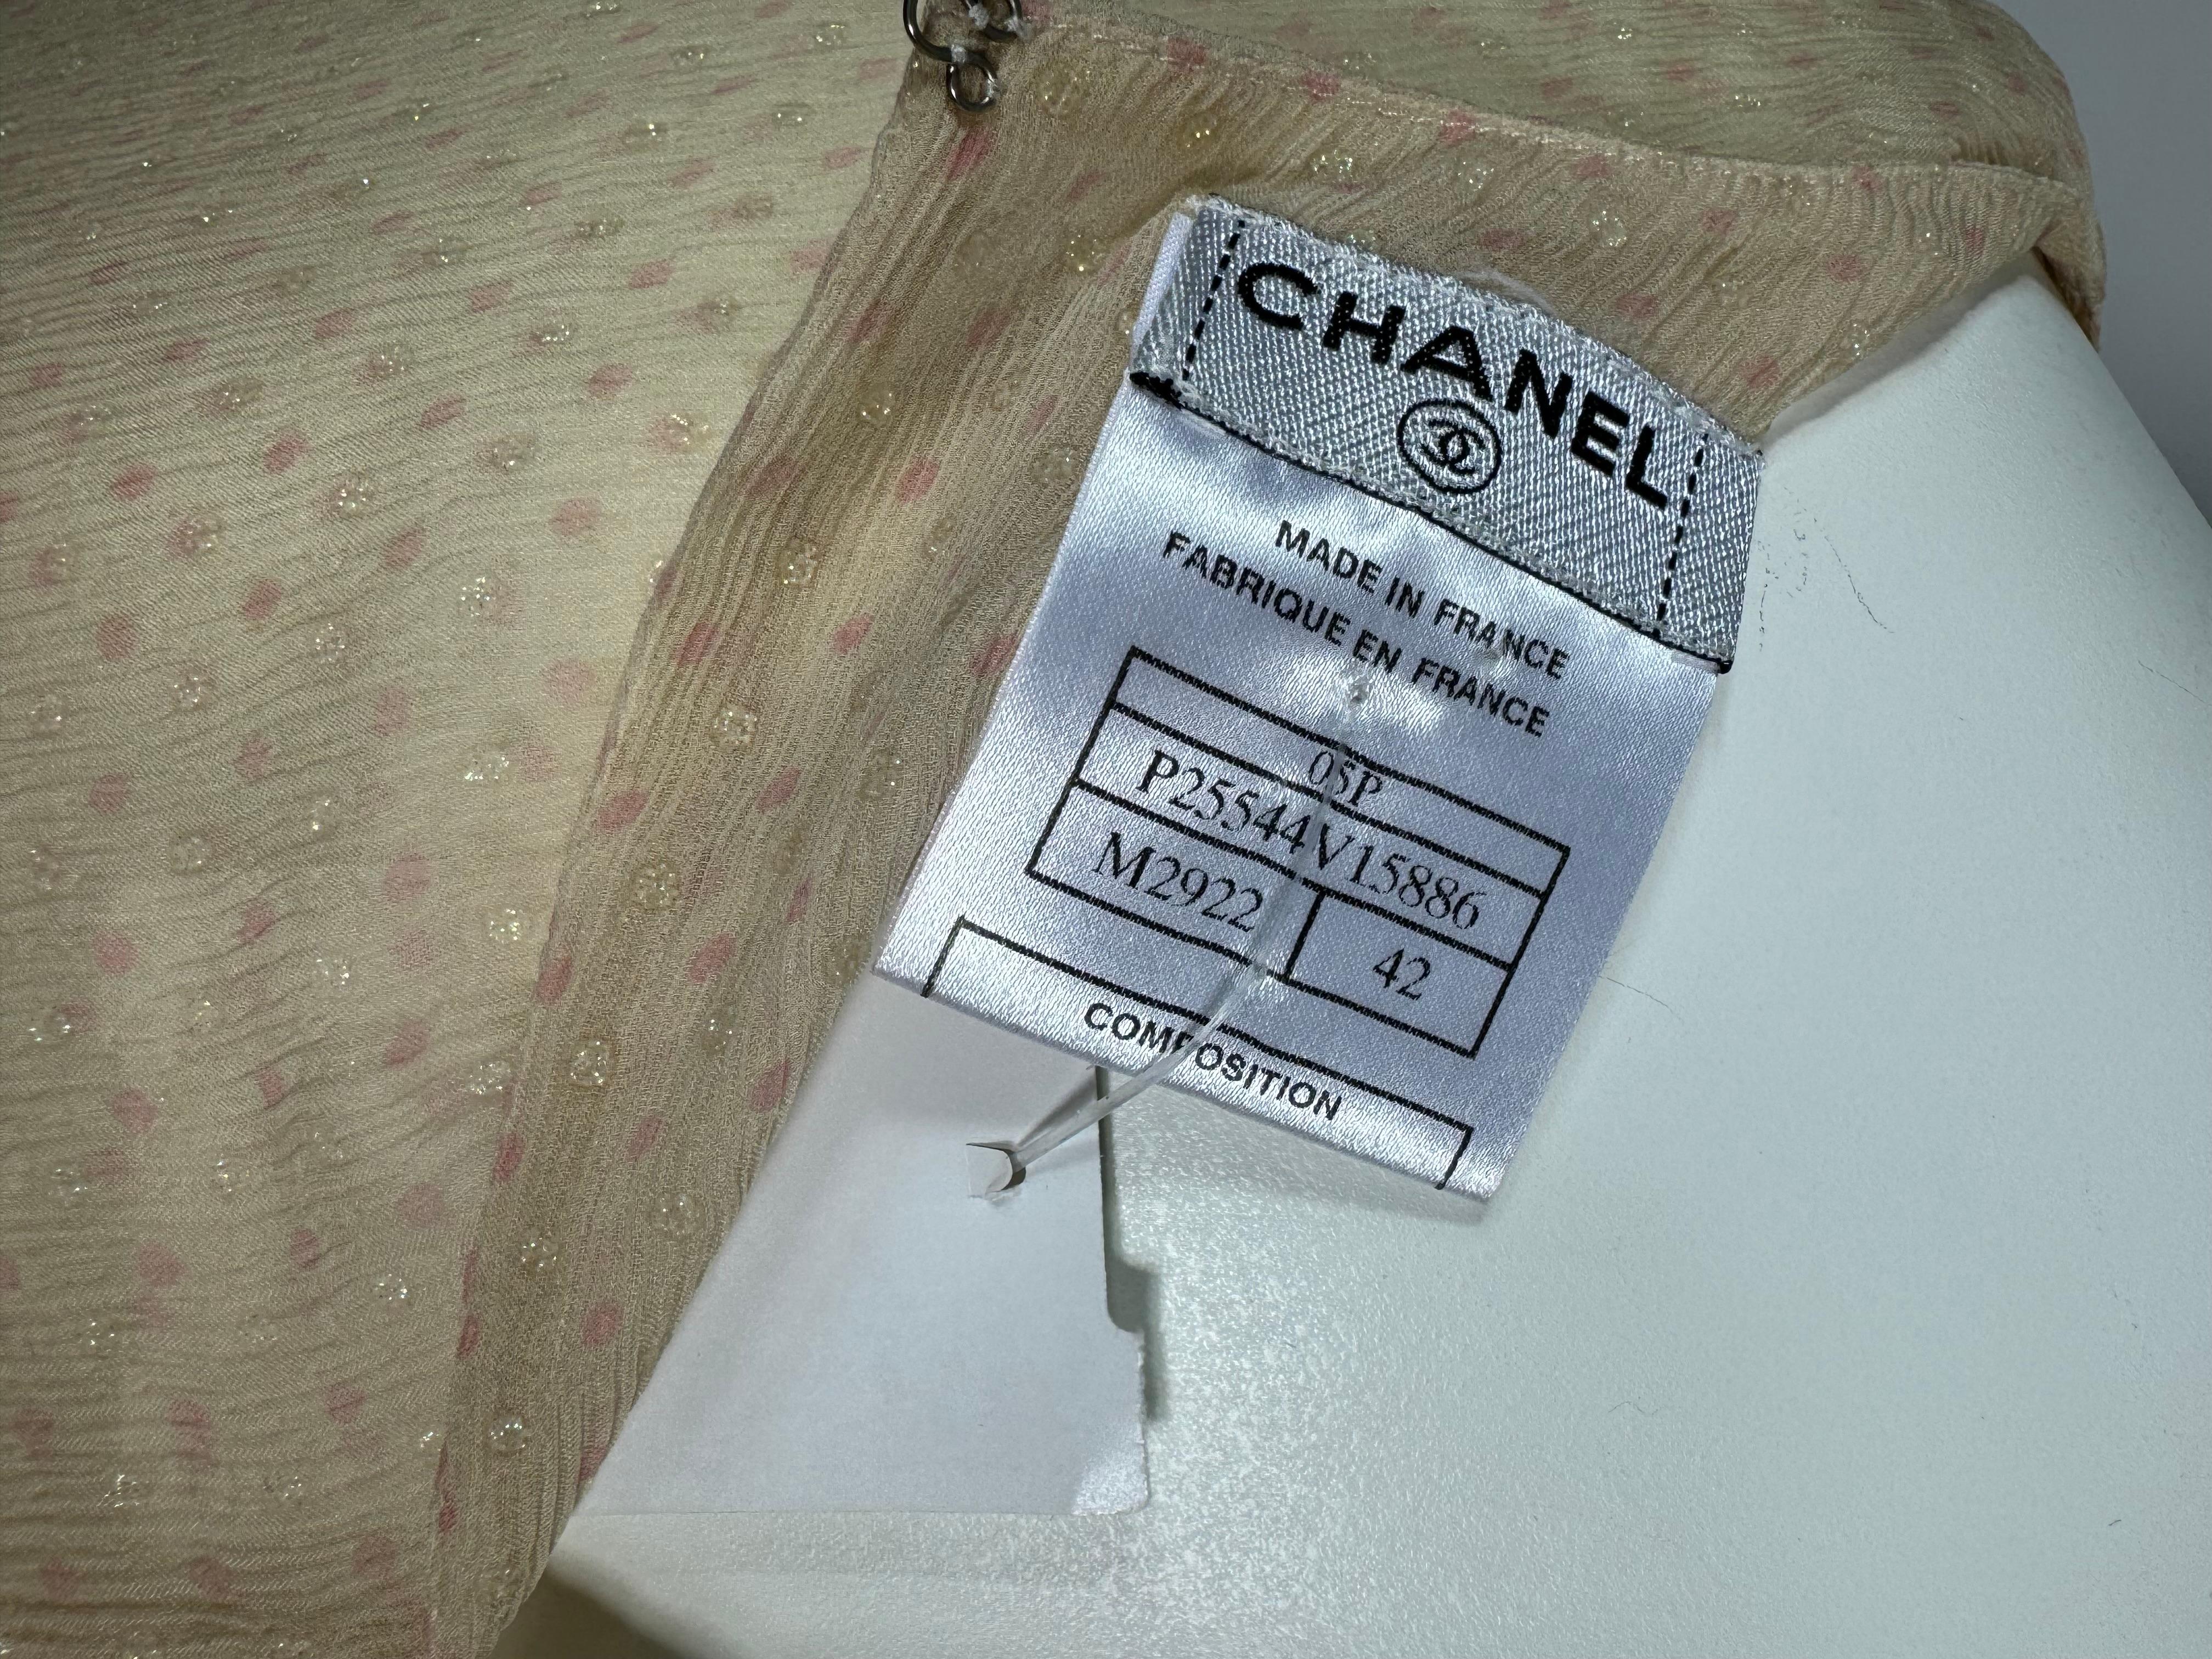 CHANEL
MADE IN FRANCE
FABRIQUE EN FRANCE
05P
P25544V15886
M2922 42
COMPOSITION